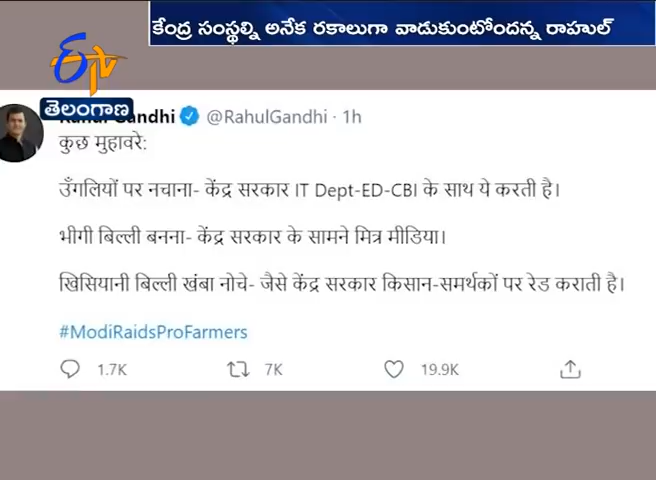 కేంద్ర సంస్థల్ని అనేక రకాలుగా వాడుకుంటోందన్న రాహుల్
ETV
తెలంగాణ
Gandhi @RahulGandhi · 1h
कुछ मुहावरे:
उँगलियों पर नचाना- केंद्र सरकार IT Dept-ED-CBI के साथ ये करती है।
भीगी बिल्ली बनना- केंद्र सरकार के सामने मित्र मीडिया।
खिसियानी बिल्ली खंबा नोचे- जैसे केंद्र सरकार किसान-समर्थकों पर रेड कराती है।
#ModiRaidsProFarmers
1.7K 7K 19.9K